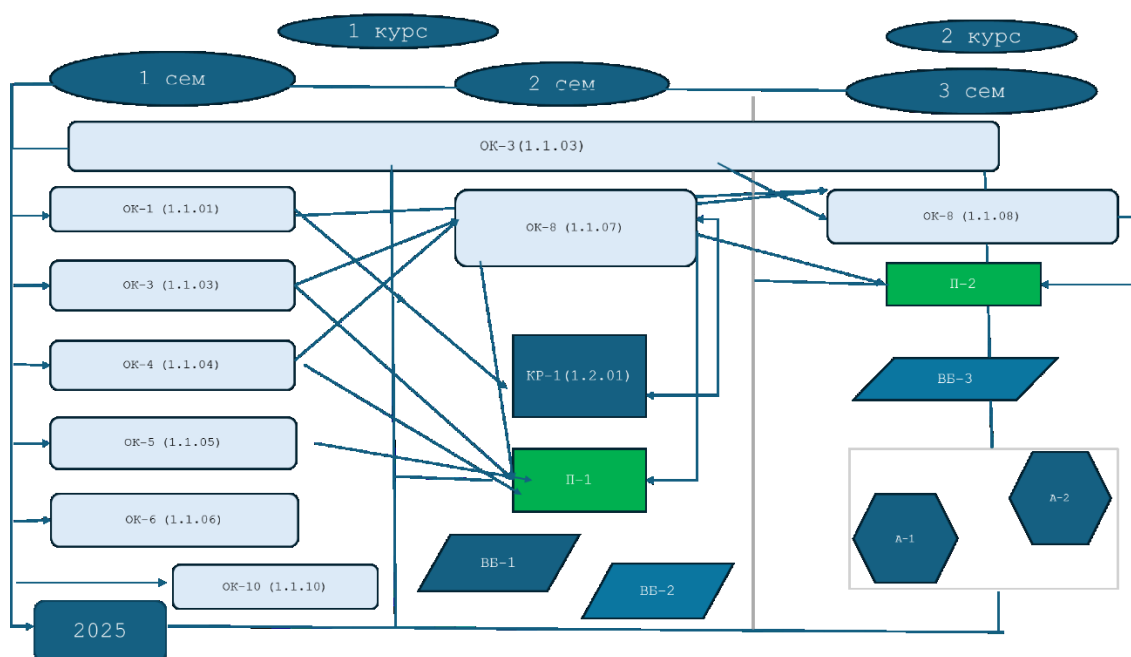 1 курс
2 курс
1 сем
2 сем
3 сем
ОК-3(1.1.03)
ОК-1 (1.1.01)
ОК-8 (1.1.07)
ОК-8 (1.1.08)
ОК-3 (1.1.03)
П-2
ОК-4 (1.1.04)
КР-1(1.2.01)
ВБ-3
ОК-5 (1.1.05)
П-1
А-2
ОК-6 (1.1.06)
А-1
ВБ-1
ОК-10 (1.1.10)
ВБ-2
2025